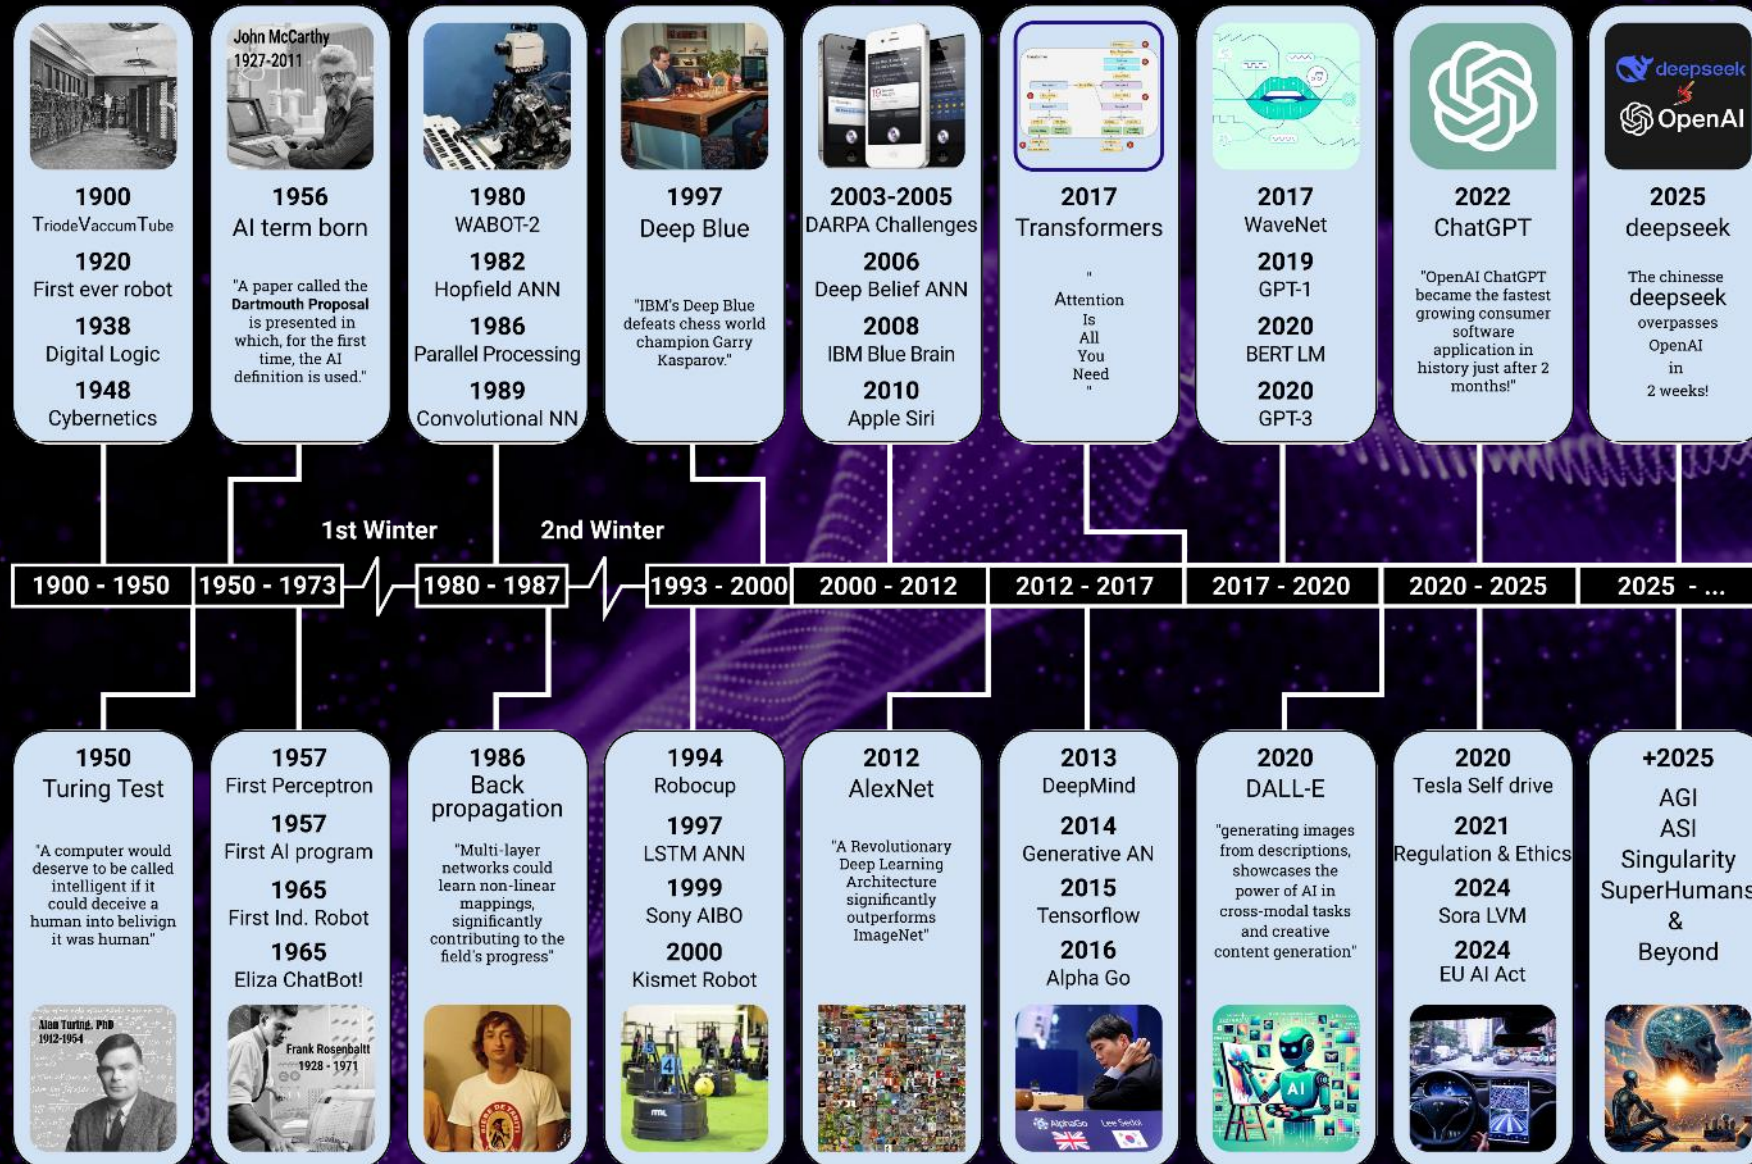 John McCarthy
1927-2011
deepseek
VS
OpenAI
1900
TriodeVaccumTube
1920
First ever robot
1938
Digital Logic
1948
Cybernetics
1956
AI term born
"A paper called the
Dartmouth Proposal
is presented in
which, for the first
time, the AI
definition is used."
1980
WABOT-2
1982
Hopfield ANN
1986
Parallel Processing
1989
Convolutional NN
1997
Deep Blue
"IBM's Deep Blue
defeats chess world
champion Garry
Kasparov."
2003-2005
DARPA Challenges
2006
Deep Belief ANN
2008
IBM Blue Brain
2010
Apple Siri
2017
Transformers
"
Attention
Is
All
You
Need
"
2017
WaveNet
2019
GPT-1
2020
BERT LM
2020
GPT-3
2022
ChatGPT
"OpenAI ChatGPT
became the fastest
growing consumer
software
application in
history just after 2
months!"
2025
deepseek
The chinesse
deepseek
overpasses
OpenAI
in
2 weeks!
1st Winter
2nd Winter
1900 - 1950
1950 - 1973
1980 - 1987
1993 - 2000
2000 - 2012
2012 - 2017
2017 - 2020
2020 - 2025
2025 - ...
1950
Turing Test
"A computer would
deserve to be called
intelligent if it
could deceive a
human into belivign
it was human"
Alan Turing, PhD
1912-1954
1957
First Perceptron
1957
First AI program
1965
First Ind. Robot
1965
Eliza ChatBot!
Frank Rosenbaltt
1928 - 1971
1986
Back
propagation
"Multi-layer
networks could
learn non-linear
mappings,
significantly
contributing to the
field's progress"
BIERE DE TAHITI
1994
Robocup
1997
LSTM ANN
1999
Sony AIBO
2000
Kismet Robot
5
4
2012
AlexNet
"A Revolutionary
Deep Learning
Architecture
significantly
outperforms
ImageNet"
2013
DeepMind
2014
Generative AN
2015
Tensorflow
2016
Alpha Go
AlphaGo
Lee Sedol
2020
DALL-E
"generating images
from descriptions,
showcases the
power of AI in
cross-modal tasks
and creative
content generation"
AI
2020
Tesla Self drive
2021
Regulation & Ethics
2024
Sora LVM
2024
EU AI Act
+2025
AGI
ASI
Singularity
SuperHumans
&
Beyond